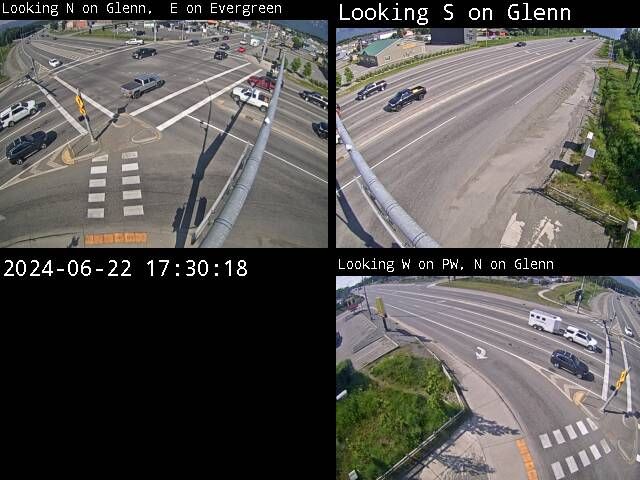 Looking N on Glenn, E on Evergreen
Looking S on Glenn
2024-06-22 17:30:18
Looking W on PW, N on Glenn